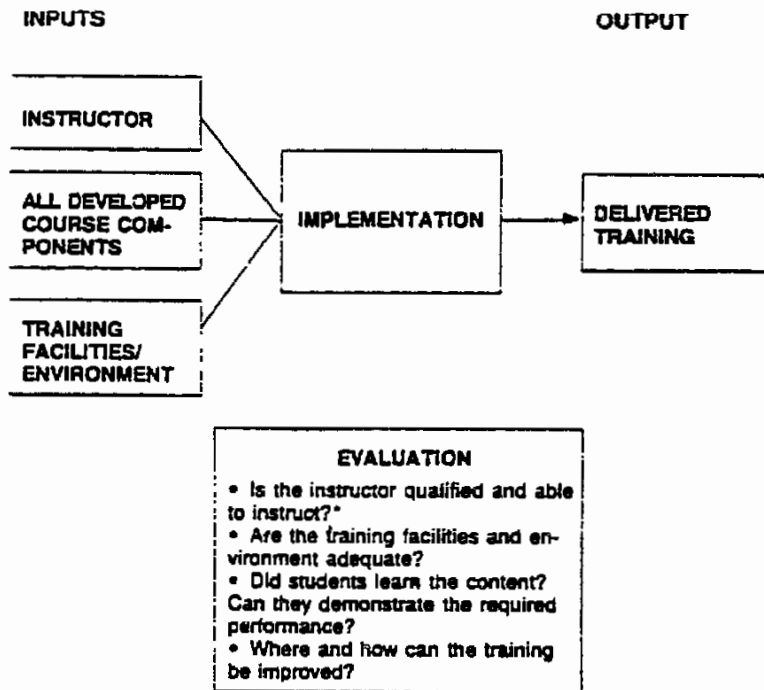 INPUTS
OUTPUT
INSTRUCTOR
ALL DEVELOPED
COURSE COM-
PONENTS
TRAINING
FACILITIES/
ENVIRONMENT
IMPLEMENTATION
DELIVERED
TRAINING
EVALUATION
• Is the instructor qualified and able
to instruct?*
• Are the training facilities and en-
vironment adequate?
• Did students learn the content?
Can they demonstrate the required
performance?
• Where and how can the training
be improved?